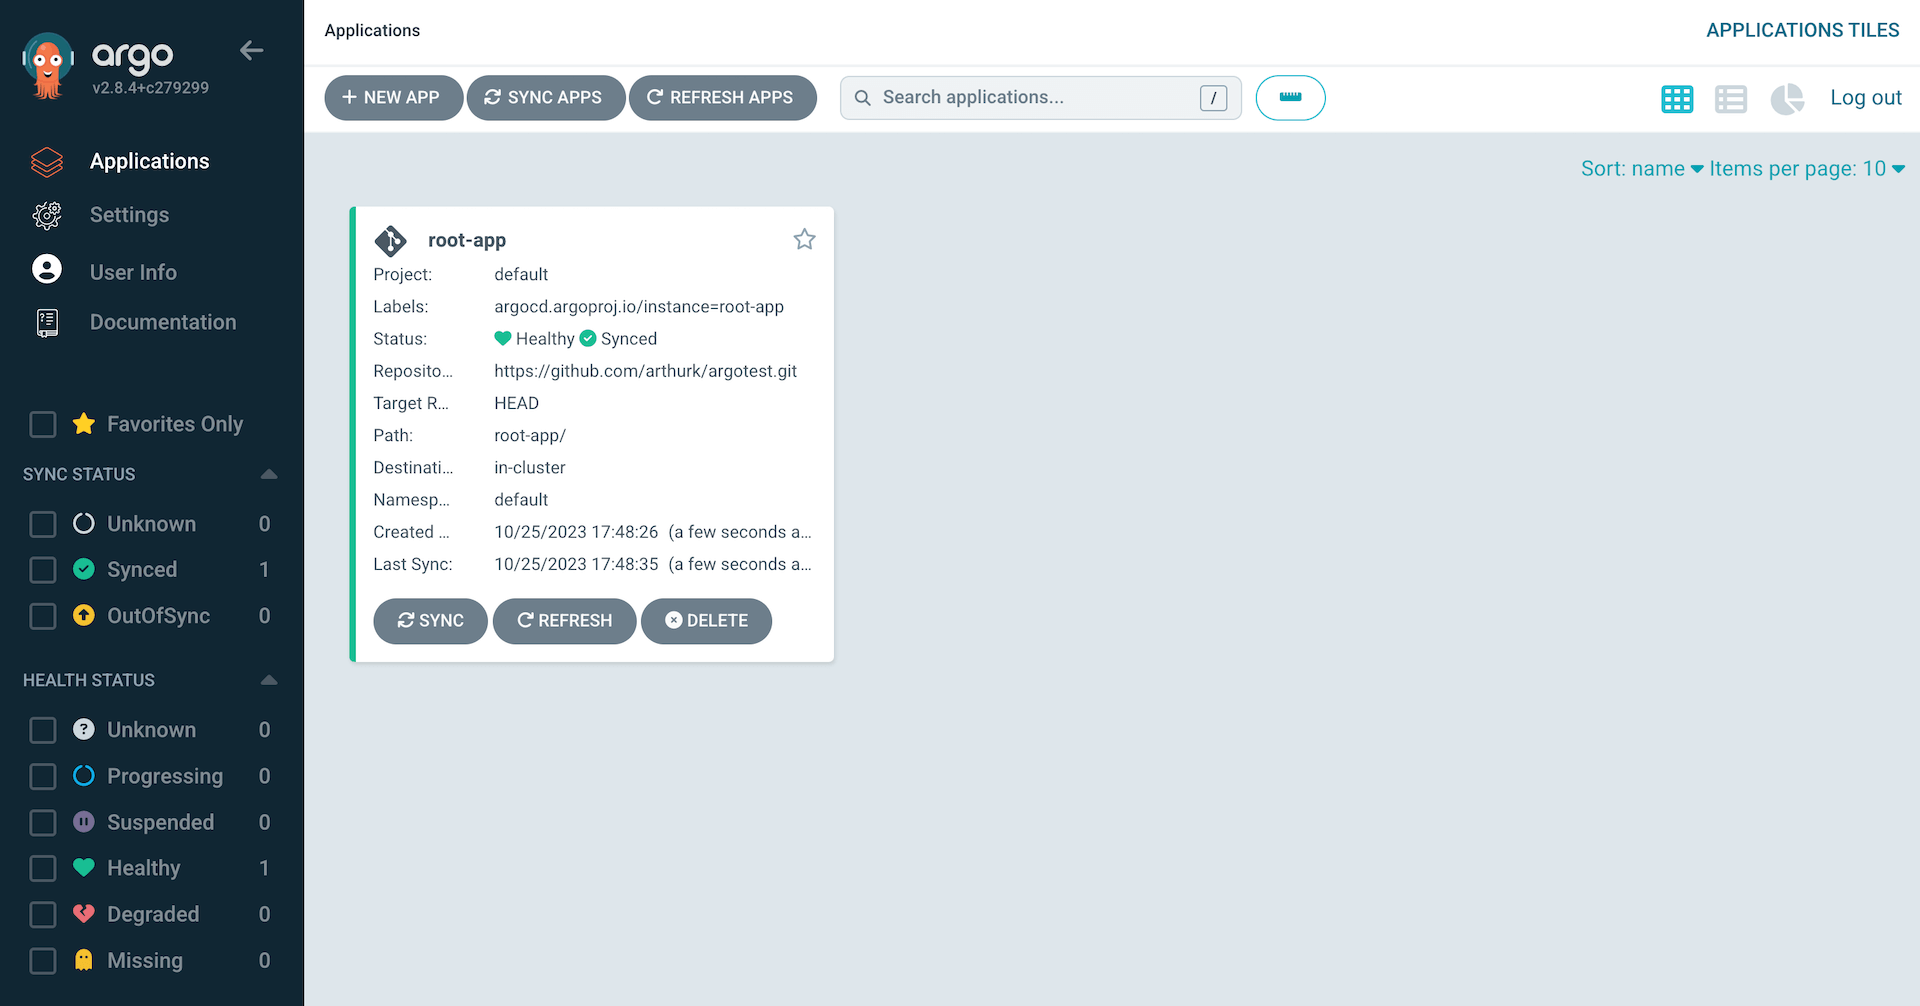 argo
v2.8.4+c279299
Applications
Settings
User Info
Documentation
Favorites Only
SYNC STATUS
Unknown 0
Synced 1
OutOfSync 0
HEALTH STATUS
Unknown 0
Progressing 0
Suspended 0
Healthy 1
Degraded 0
Missing 0
Applications
APPLICATIONS TILES
+ NEW APP SYNC APPS REFRESH APPS Search applications... / Log out
Sort: name Items per page: 10
root-app
Project: default
Labels: argocd.argoproj.io/instance=root-app
Status: Healthy Synced
Reposito... https://github.com/arthurk/argotest.git
Target R... HEAD
Path: root-app/
Destinati... in-cluster
Namesp... default
Created ... 10/25/2023 17:48:26 (a few seconds a...
Last Sync: 10/25/2023 17:48:35 (a few seconds a...
SYNC REFRESH DELETE